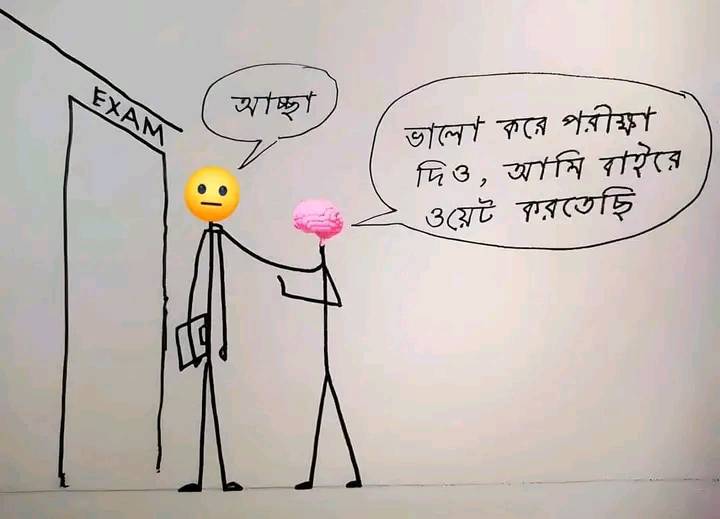 EXAM
আচ্ছা
ভালো করে পরীক্ষা
দিও, আমি বাইরে
ওয়েট করতেছি